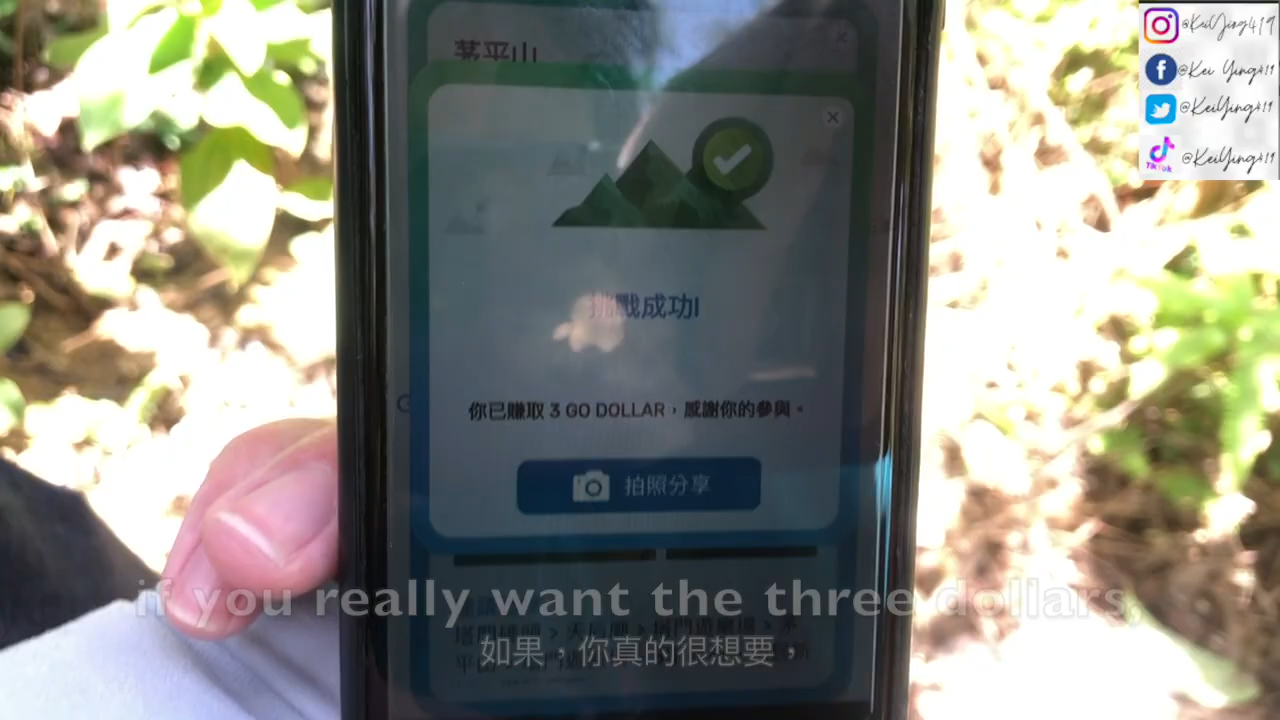 @KeiYing419
@Kei Ying419
@KeiYing419
@KeiYing419
TikTok
茅平山
挑戰成功!
你已賺取 3 GO DOLLAR，感謝你的參與。
拍照分享
if you really want the three dollars,
如果，你真的很想要，